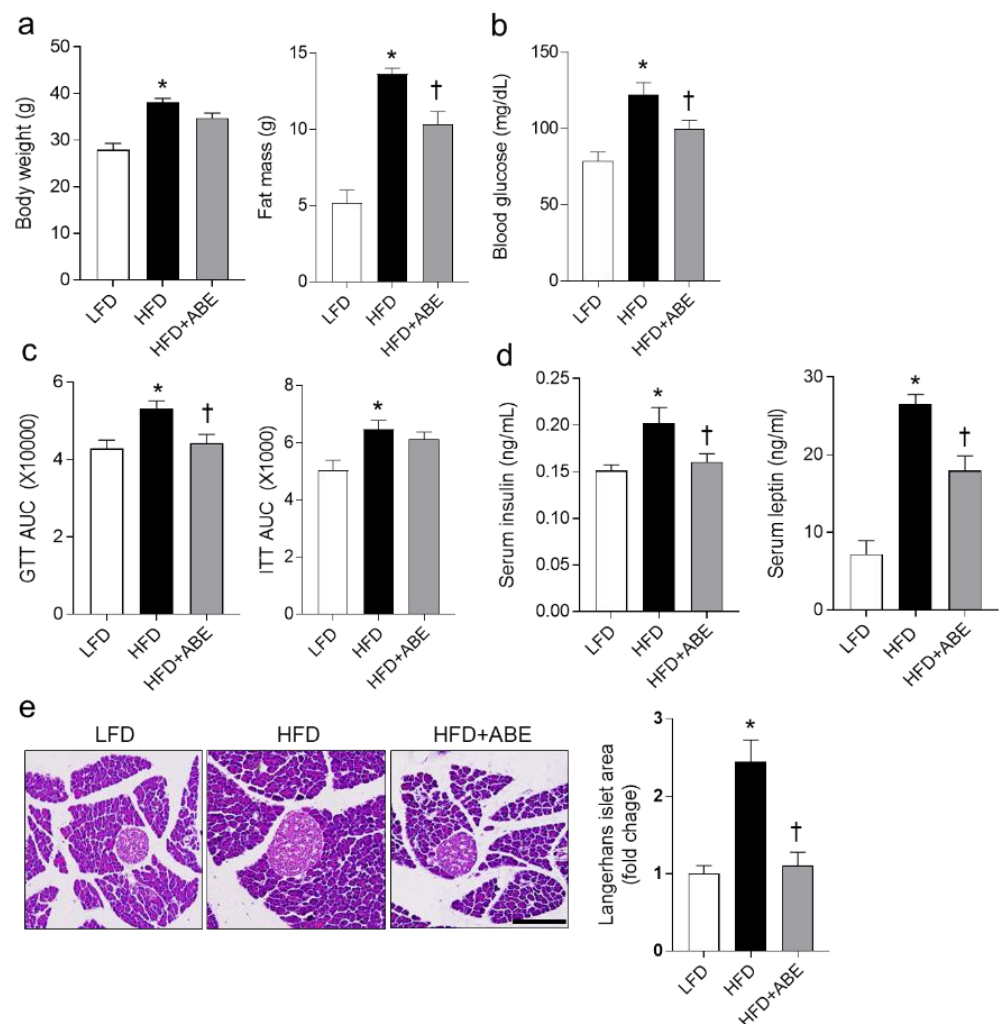 a
Body weight (g)
50
40
30
20
10
0
*
LFD
HFD
HFD+ABE
Fat mass (g)
15
10
5
0
*
†
LFD
HFD
HFD+ABE
b
Blood glucose (mg/dL)
150
100
50
0
*
†
LFD
HFD
HFD+ABE
c
GTT AUC (X10000)
6
4
2
0
*
†
LFD
HFD
HFD+ABE
ITT AUC (X1000)
8
6
4
2
0
*
LFD
HFD
HFD+ABE
d
Serum insulin (ng/mL)
0.25
0.20
0.15
0.10
0.05
0.00
*
†
LFD
HFD
HFD+ABE
Serum leptin (ng/ml)
30
20
10
0
*
†
LFD
HFD
HFD+ABE
e
LFD
HFD
HFD+ABE
Langerhans islet area
(fold chage)
3
2
1
0
*
†
LFD
HFD
HFD+ABE